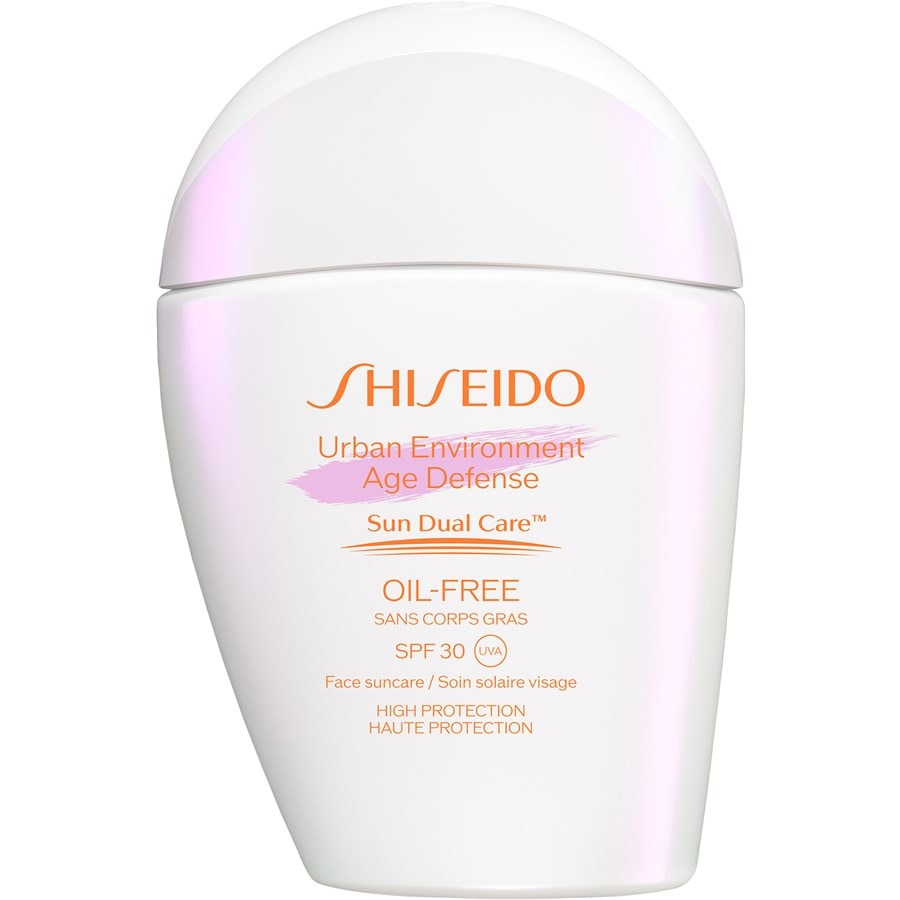 SHISEIDO
Urban Environment
Age Defense
Sun Dual Care™
OIL-FREE
SANS CORPS GRAS
SPF 30 UVA
Face suncare / Soin solaire visage
HIGH PROTECTION
HAUTE PROTECTION